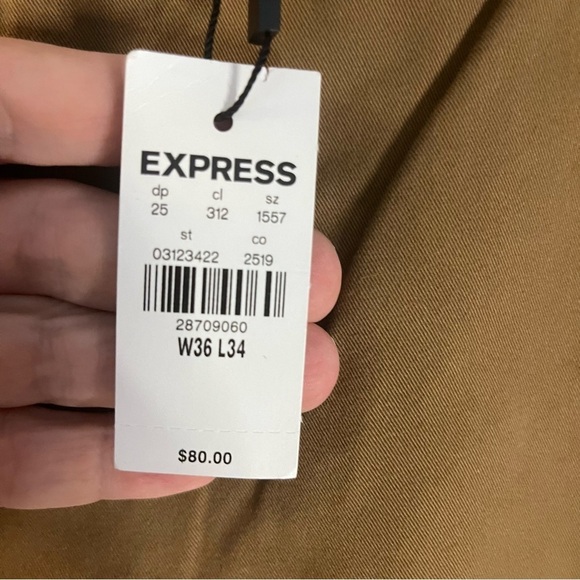 EXPRESS
dp cl sz
25 312 1557
st co
03123422 2519
28709060
W36 L34
$80.00